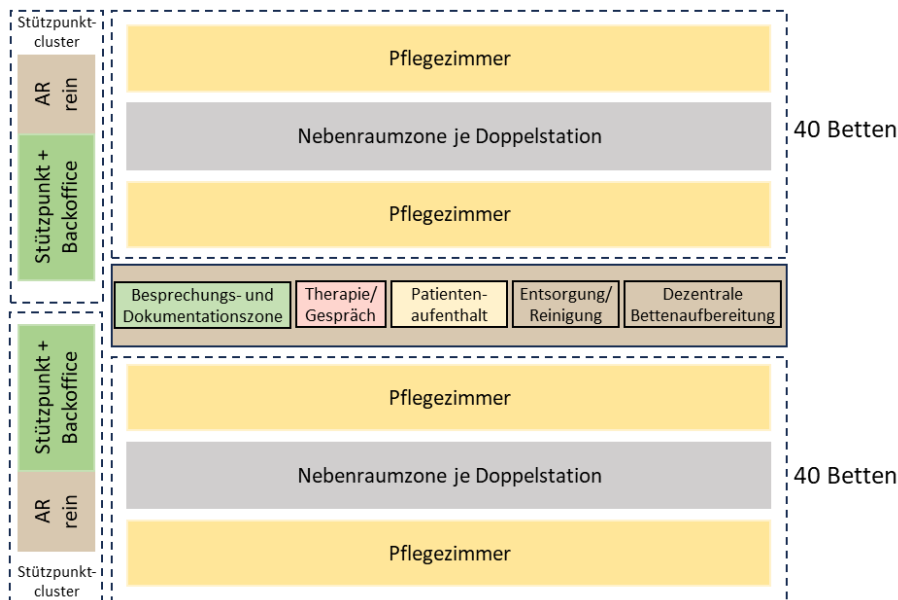 Stützpunkt-
cluster
AR
rein
Stützpunkt +
Backoffice
Pflegezimmer
Nebenraumzone je Doppelstation
Pflegezimmer
40 Betten
Besprechungs- und
Dokumentationszone
Therapie/
Gespräch
Patienten-
aufenthalt
Entsorgung/
Reinigung
Dezentrale
Bettenaufbereitung
Stützpunkt +
Backoffice
AR
rein
Stützpunkt-
cluster
Pflegezimmer
Nebenraumzone je Doppelstation
Pflegezimmer
40 Betten